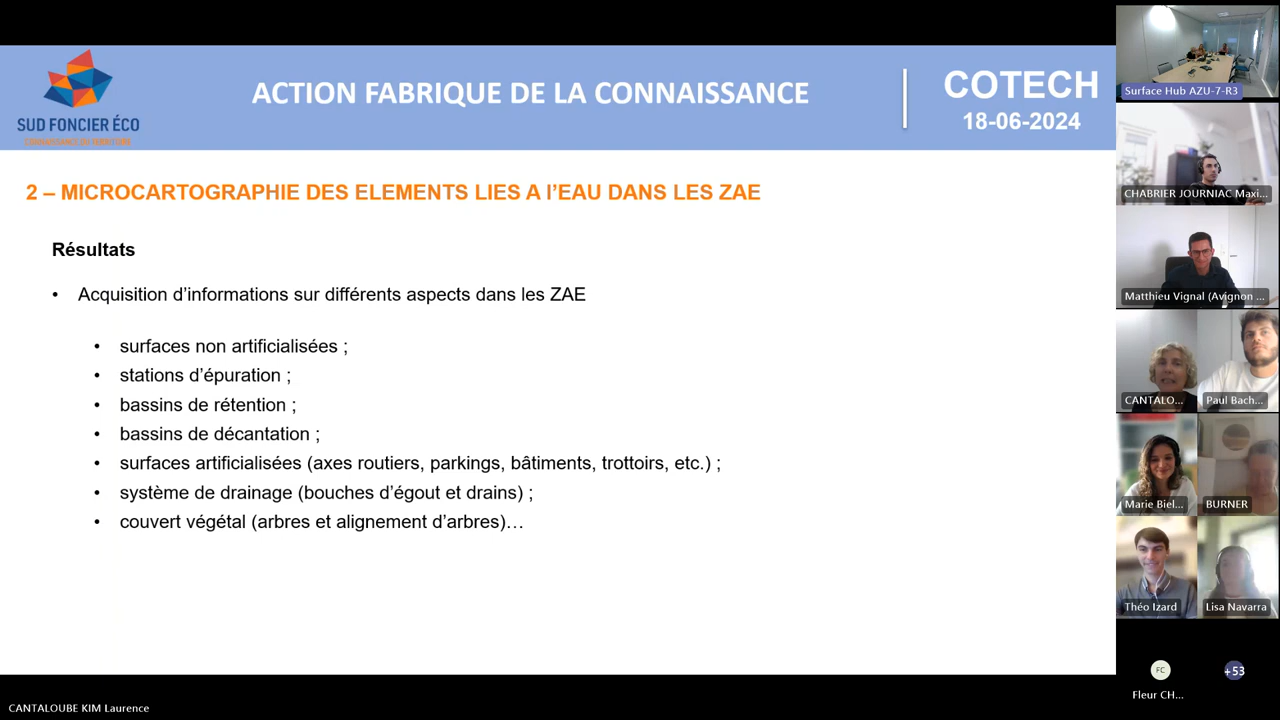 ACTION FABRIQUE DE LA CONNAISSANCE
COTECH
18-06-2024
SUD FONCIER ÉCO
CONNAISSANCE DU TERRITOIRE
2 – MICROCARTOGRAPHIE DES ELEMENTS LIES A l’EAU DANS LES ZAE
Résultats
• Acquisition d’informations sur différents aspects dans les ZAE
• surfaces non artificialisées ;
• stations d’épuration ;
• bassins de rétention ;
• bassins de décantation ;
• surfaces artificialisées (axes routiers, parkings, bâtiments, trottoirs, etc.) ;
• système de drainage (bouches d’égout et drains) ;
• couvert végétal (arbres et alignement d’arbres)…
Surface Hub AZU-7-R3
CHABRIER JOURNIAC Maxi...
Matthieu Vignal (Avignon ...
CANTALO...
Paul Bach...
Marie Biel...
BURNER
Théo Izard
Lisa Navarra
FC
+53
Fleur CH...
CANTALOUBE KIM Laurence